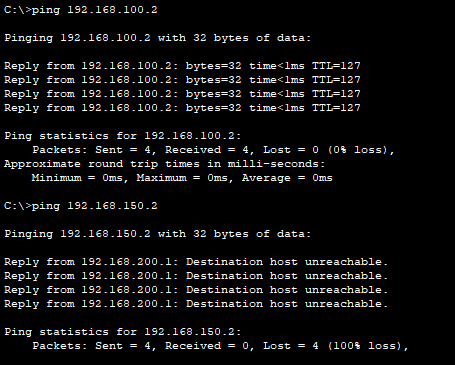 C:\>ping 192.168.100.2
Pinging 192.168.100.2 with 32 bytes of data:
Reply from 192.168.100.2: bytes=32 time<1ms TTL=127
Reply from 192.168.100.2: bytes=32 time<1ms TTL=127
Reply from 192.168.100.2: bytes=32 time<1ms TTL=127
Reply from 192.168.100.2: bytes=32 time<1ms TTL=127
Ping statistics for 192.168.100.2:
    Packets: Sent = 4, Received = 4, Lost = 0 (0% loss),
Approximate round trip times in milli-seconds:
    Minimum = 0ms, Maximum = 0ms, Average = 0ms
C:\>ping 192.168.150.2
Pinging 192.168.150.2 with 32 bytes of data:
Reply from 192.168.200.1: Destination host unreachable.
Reply from 192.168.200.1: Destination host unreachable.
Reply from 192.168.200.1: Destination host unreachable.
Reply from 192.168.200.1: Destination host unreachable.
Ping statistics for 192.168.150.2:
    Packets: Sent = 4, Received = 0, Lost = 4 (100% loss),